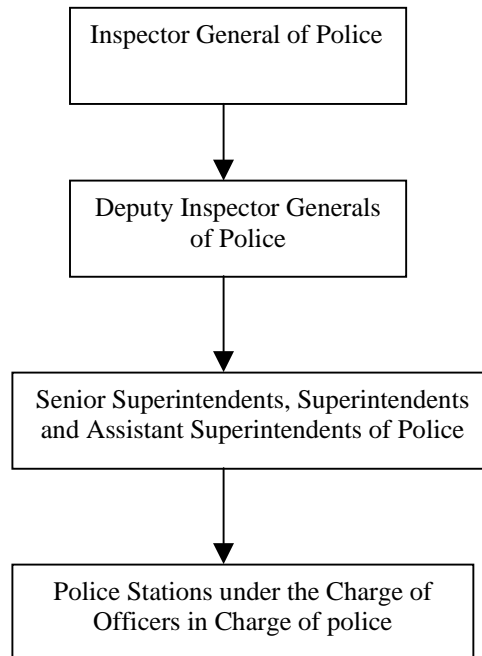 Inspector General of Police
Deputy Inspector Generals
of Police
Senior Superintendents, Superintendents
and Assistant Superintendents of Police
Police Stations under the Charge of
Officers in Charge of police